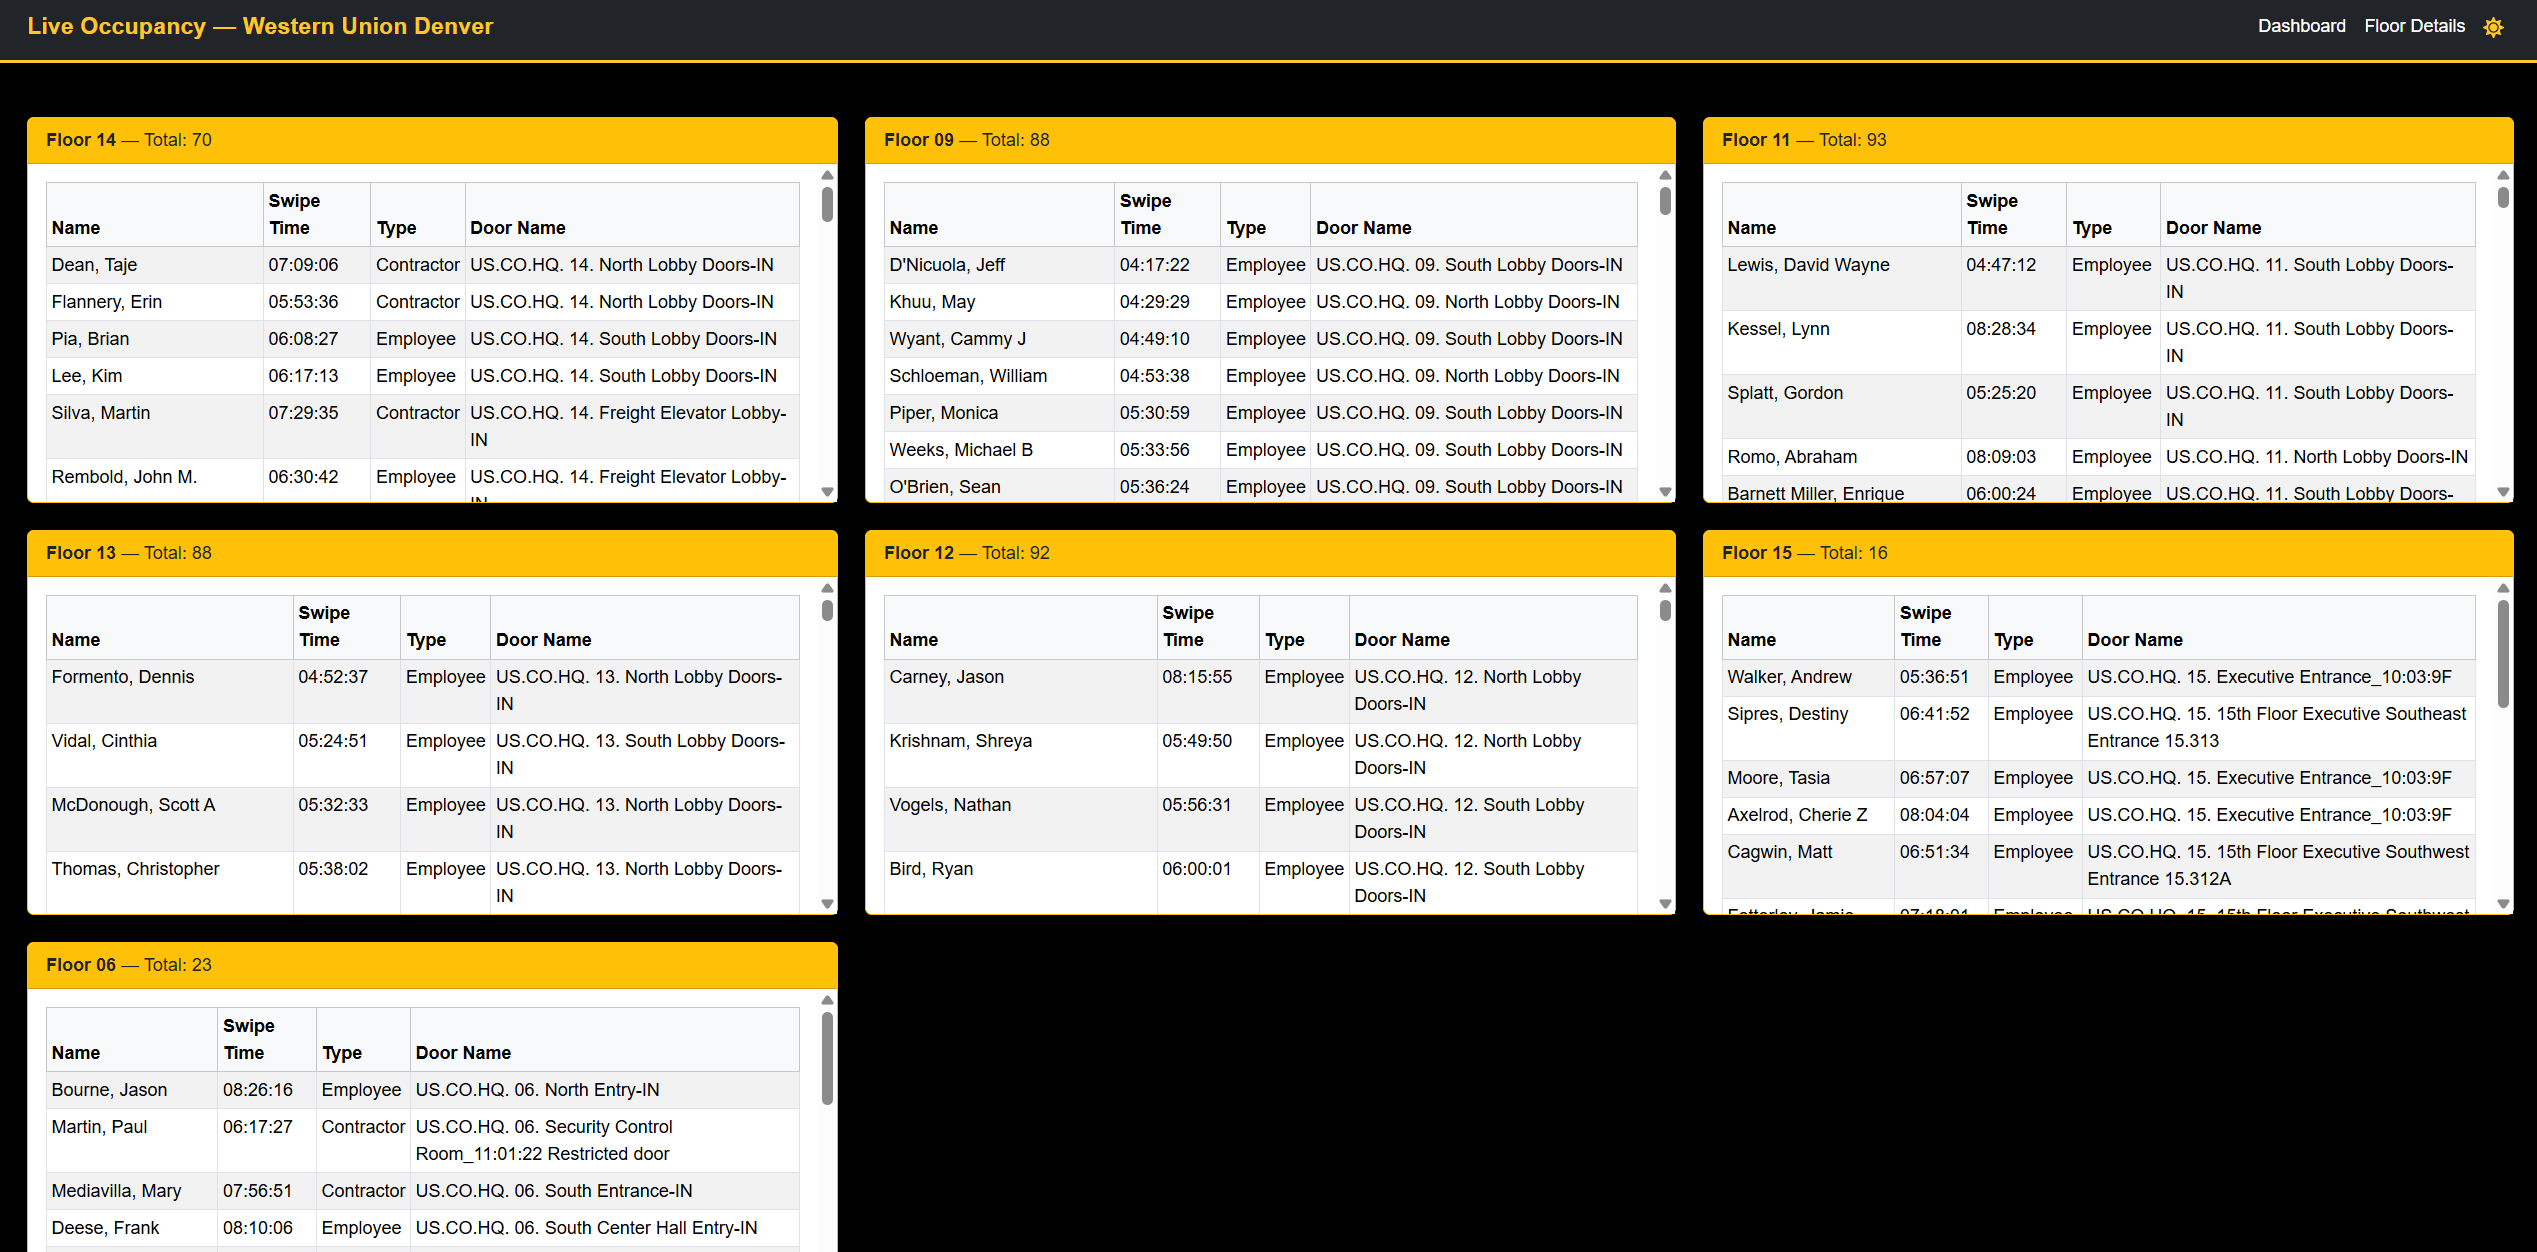 Live Occupancy — Western Union Denver
Dashboard Floor Details
Floor 14 — Total: 70
Name Swipe Time Type Door Name
Dean, Taje 07:09:06 Contractor US.CO.HQ. 14. North Lobby Doors-IN
Flannery, Erin 05:53:36 Contractor US.CO.HQ. 14. North Lobby Doors-IN
Pia, Brian 06:08:27 Employee US.CO.HQ. 14. South Lobby Doors-IN
Lee, Kim 06:17:13 Employee US.CO.HQ. 14. South Lobby Doors-IN
Silva, Martin 07:29:35 Contractor US.CO.HQ. 14. Freight Elevator Lobby-
IN
Rembold, John M. 06:30:42 Employee US.CO.HQ. 14. Freight Elevator Lobby-
IN
Floor 09 — Total: 88
Name Swipe Time Type Door Name
D'Nicuola, Jeff 04:17:22 Employee US.CO.HQ. 09. South Lobby Doors-IN
Khuu, May 04:29:29 Employee US.CO.HQ. 09. North Lobby Doors-IN
Wyant, Cammy J 04:49:10 Employee US.CO.HQ. 09. South Lobby Doors-IN
Schloeman, William 04:53:38 Employee US.CO.HQ. 09. North Lobby Doors-IN
Piper, Monica 05:30:59 Employee US.CO.HQ. 09. South Lobby Doors-IN
Weeks, Michael B 05:33:56 Employee US.CO.HQ. 09. South Lobby Doors-IN
O'Brien, Sean 05:36:24 Employee US.CO.HQ. 09. South Lobby Doors-IN
Floor 11 — Total: 93
Name Swipe Time Type Door Name
Lewis, David Wayne 04:47:12 Employee US.CO.HQ. 11. South Lobby Doors-
IN
Kessel, Lynn 08:28:34 Employee US.CO.HQ. 11. South Lobby Doors-
IN
Splatt, Gordon 05:25:20 Employee US.CO.HQ. 11. South Lobby Doors-
IN
Romo, Abraham 08:09:03 Employee US.CO.HQ. 11. North Lobby Doors-IN
Barnett Miller, Enrique 06:00:24 Employee US.CO.HQ. 11. South Lobby Doors-
Floor 13 — Total: 88
Name Swipe Time Type Door Name
Formento, Dennis 04:52:37 Employee US.CO.HQ. 13. North Lobby Doors-
IN
Vidal, Cinthia 05:24:51 Employee US.CO.HQ. 13. South Lobby Doors-
IN
McDonough, Scott A 05:32:33 Employee US.CO.HQ. 13. North Lobby Doors-
IN
Thomas, Christopher 05:38:02 Employee US.CO.HQ. 13. North Lobby Doors-
IN
Floor 12 — Total: 92
Name Swipe Time Type Door Name
Carney, Jason 08:15:55 Employee US.CO.HQ. 12. North Lobby
Doors-IN
Krishnam, Shreya 05:49:50 Employee US.CO.HQ. 12. North Lobby
Doors-IN
Vogels, Nathan 05:56:31 Employee US.CO.HQ. 12. South Lobby
Doors-IN
Bird, Ryan 06:00:01 Employee US.CO.HQ. 12. South Lobby
Doors-IN
Floor 15 — Total: 16
Name Swipe Time Type Door Name
Walker, Andrew 05:36:51 Employee US.CO.HQ. 15. Executive Entrance_10:03:9F
Sipres, Destiny 06:41:52 Employee US.CO.HQ. 15. 15th Floor Executive Southeast
Entrance 15.313
Moore, Tasia 06:57:07 Employee US.CO.HQ. 15. Executive Entrance_10:03:9F
Axelrod, Cherie Z 08:04:04 Employee US.CO.HQ. 15. Executive Entrance_10:03:9F
Cagwin, Matt 06:51:34 Employee US.CO.HQ. 15. 15th Floor Executive Southwest
Entrance 15.312A
Employee US.CO.HQ. 15. 15th Floor Executive Southwest
Floor 06 — Total: 23
Name Swipe Time Type Door Name
Bourne, Jason 08:26:16 Employee US.CO.HQ. 06. North Entry-IN
Martin, Paul 06:17:27 Contractor US.CO.HQ. 06. Security Control
Room_11:01:22 Restricted door
Mediavilla, Mary 07:56:51 Contractor US.CO.HQ. 06. South Entrance-IN
Deese, Frank 08:10:06 Employee US.CO.HQ. 06. South Center Hall Entry-IN